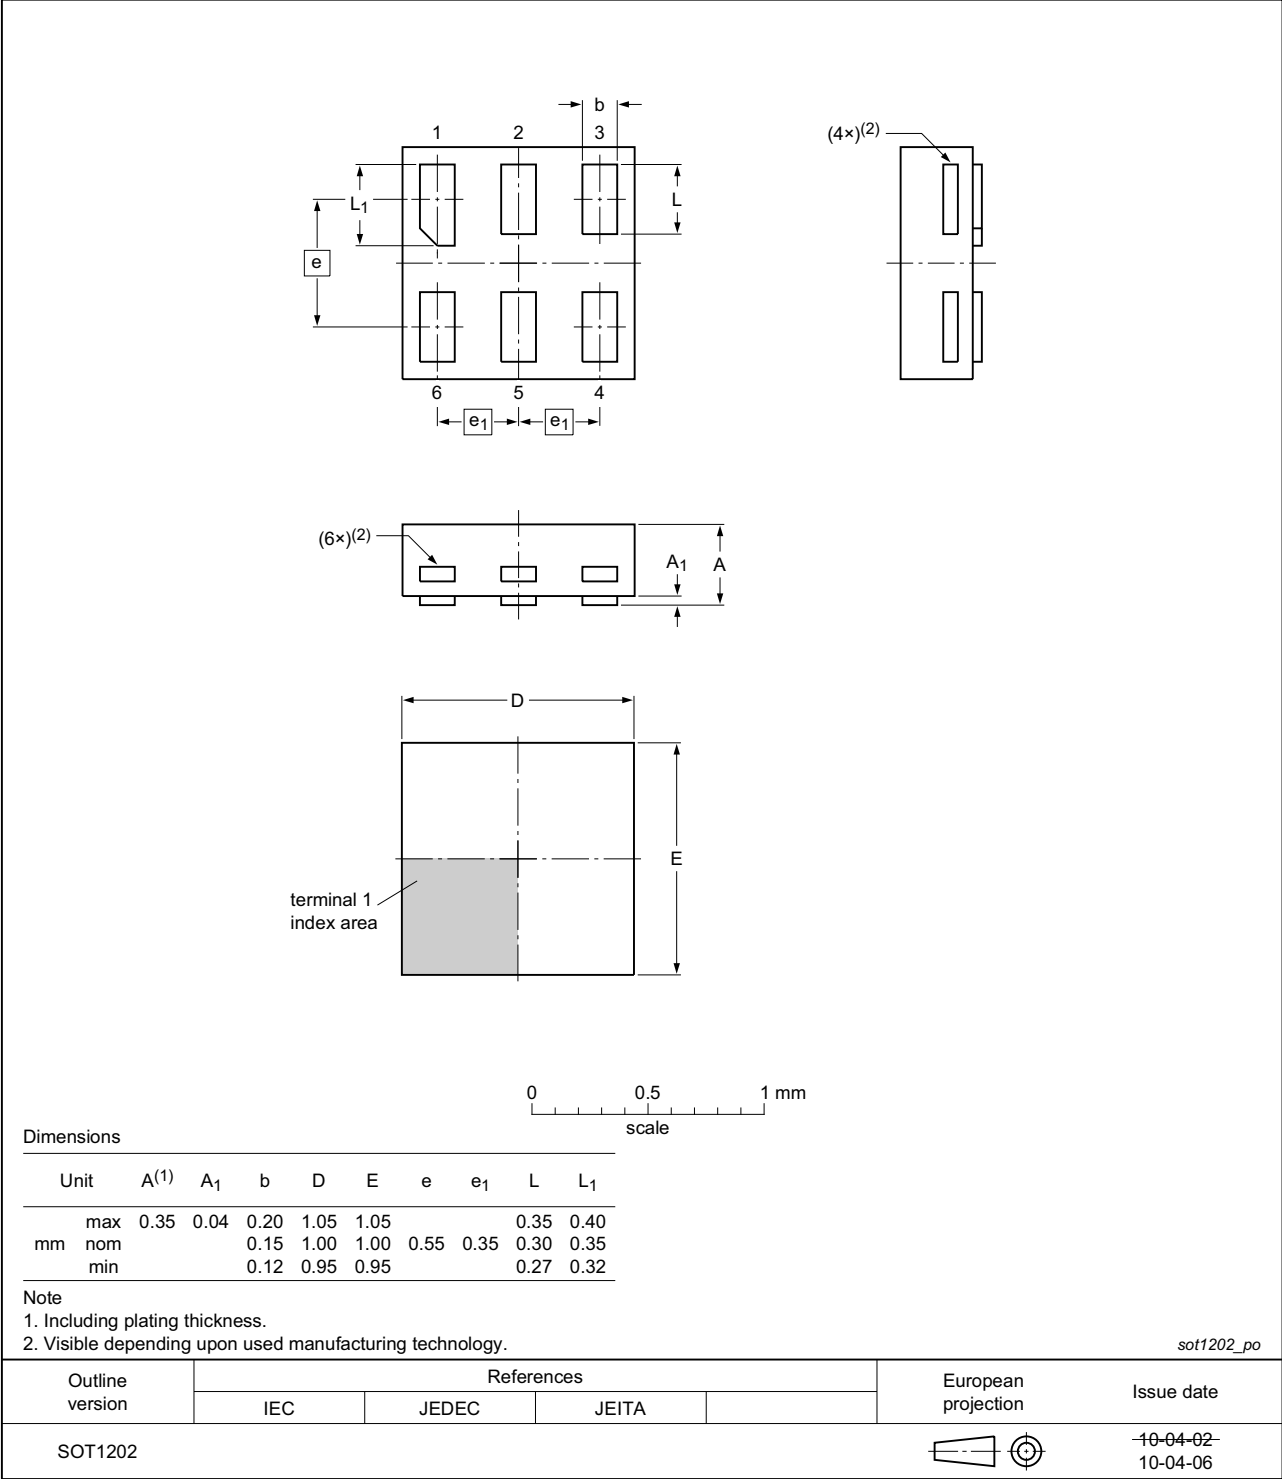 b
1 2 3
(4×)(2)
L1
L
e
6 5 4
e1 e1
(6×)(2)
A1 A
D
E
terminal 1
index area
0 0.5 1 mm
scale
Dimensions
Unit A(1) A1 b D E e e1 L L1
max 0.35 0.04 0.20 1.05 1.05 0.35 0.40
mm nom 0.15 1.00 1.00 0.55 0.35 0.30 0.35
min 0.12 0.95 0.95 0.27 0.32
Note
1. Including plating thickness.
2. Visible depending upon used manufacturing technology.
sot1202_po
Outline version
References
European projection
Issue date
IEC JEDEC JEITA
SOT1202
10-04-02
10-04-06